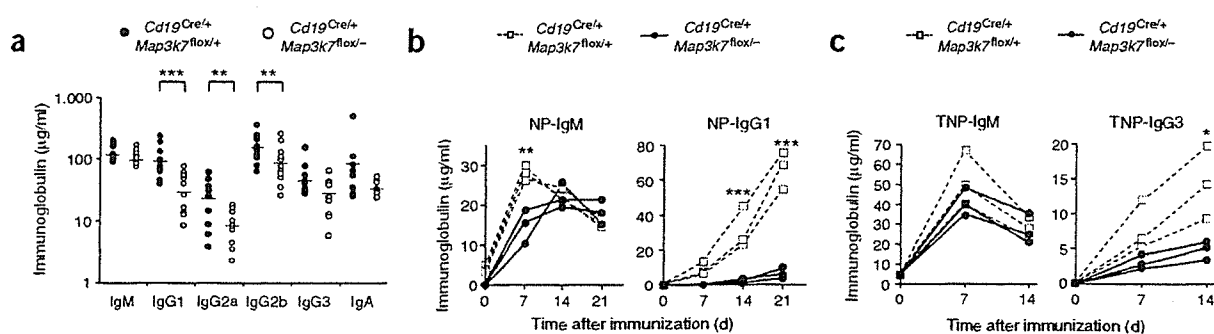 a
Cd19Cre/+
Map3k7flox/+
Cd19Cre/+
Map3k7flox/–
***
**
**
Immunoglobulin (μg/ml)
1.000
100
10
1
IgM IgG1 IgG2a IgG2b IgG3 IgA
b
Cd19Cre/+
Map3k7flox/+
Cd19Cre/+
Map3k7flox/–
NP-IgM
Immunoglobulin (μg/ml)
30
20
10
0
**
0 7 14 21
NP-IgG1
80
60
40
20
0
***
***
0 7 14 21
Time after immunization (d)
c
Cd19Cre/+
Map3k7flox/+
Cd19Cre/+
Map3k7flox/–
TNP-IgM
Immunoglobulin (μg/ml)
70
60
50
40
30
20
10
0
0 7 14
TNP-IgG3
20
15
10
5
0
*
0 7 14
Time after immunization (d)